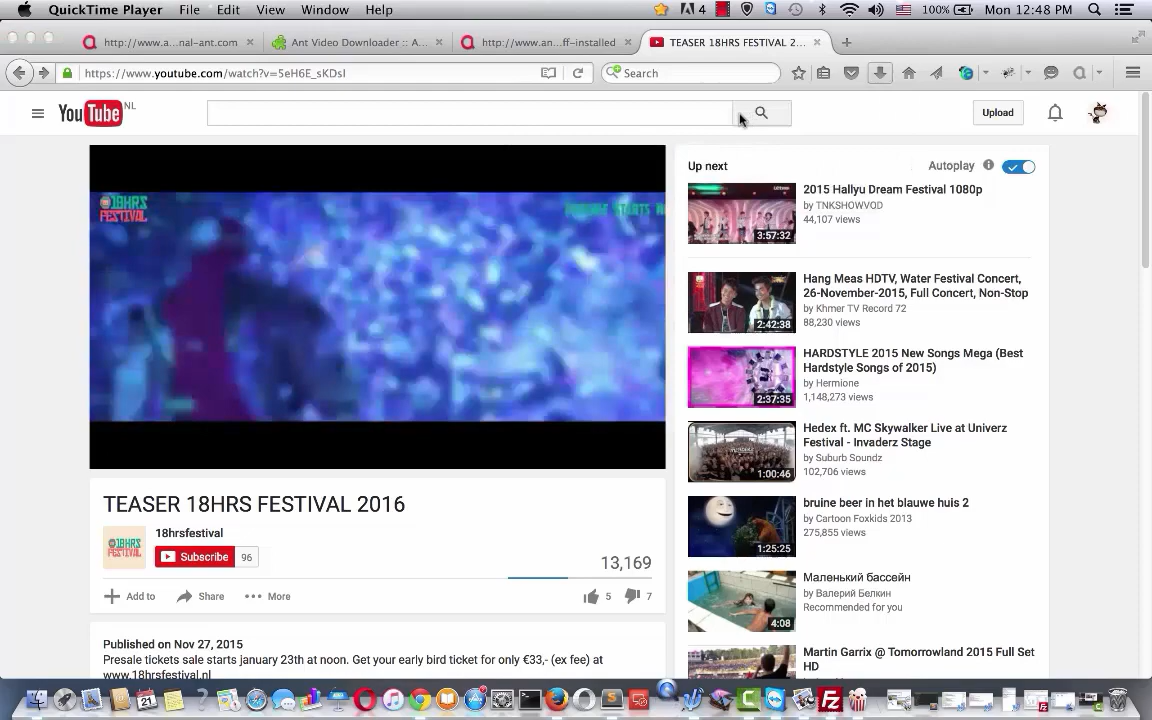 QuickTime Player File Edit View Window Help 4 100% Mon 12:48 PM
http://www.a...nal-ant.com Ant Video Downloader :: A... http://www.an...ff-installed TEASER 18HRS FESTIVAL 2...
https://www.youtube.com/watch?v=5eH6E_sKDsI Search
YouTube NL Upload
18HRS
FESTIVAL
Up next Autoplay
2015 Hallyu Dream Festival 1080p
by TNKSHOWVOD
44,107 views
3:57:32
Hang Meas HDTV, Water Festival Concert,
26-November-2015, Full Concert, Non-Stop
by Khmer TV Record 72
88,230 views
2:42:38
HARDSTYLE 2015 New Songs Mega (Best
Hardstyle Songs of 2015)
by Hermione
1,148,273 views
2:37:35
Hedex ft. MC Skywalker Live at Univerz
Festival - Invaderz Stage
by Suburb Soundz
102,706 views
1:00:46
bruine beer in het blauwe huis 2
by Cartoon Foxkids 2013
275,855 views
1:25:25
Маленький бассейн
by Валерий Белкин
Recommended for you
4:08
Martin Garrix @ Tomorrowland 2015 Full Set
HD
TEASER 18HRS FESTIVAL 2016
18HRS
FESTIVAL
18hrsfestival
Subscribe 96
13,169
Add to Share More 5 7
Published on Nov 27, 2015
Presale tickets sale starts january 23th at noon. Get your early bird ticket for only €33,- (ex fee) at
www.18hrsfestival.nl